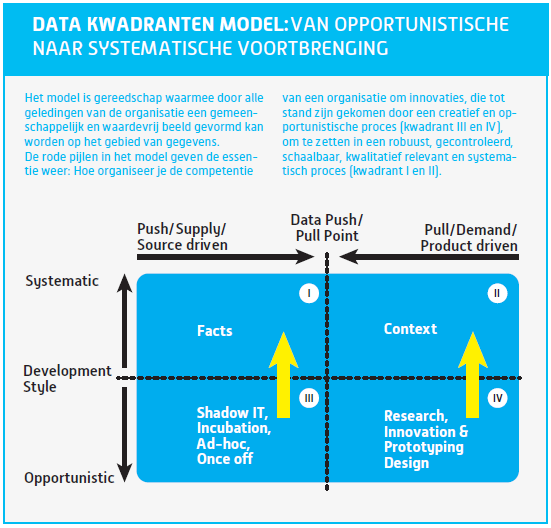 DATA KWADRANTEN MODEL: VAN OPPORTUNISTISCHE
NAAR SYSTEMATISCHE VOORTBRENGING
Het model is gereedschap waarmee door alle
geledingen van de organisatie een gemeen-
schappelijk en waardevrij beeld gevormd kan
worden op het gebied van gegevens.
De rode pijlen in het model geven de essen-
tie weer: Hoe organiseer je de competentie
van een organisatie om innovaties, die tot
stand zijn gekomen door een creatief en op-
portunistische proces (kwadrant III en IV),
om te zetten in een robuust, gecontroleerd,
schaalbaar, kwalitatief relevant en systema-
tisch proces (kwadrant I en II).
Push/Supply/
Source driven
Data Push/
Pull Point
Pull/Demand/
Product driven
Systematic
I
II
Facts
Context
Development
Style
III
IV
Shadow IT,
Incubation,
Ad-hoc,
Once off
Research,
Innovation &
Prototyping
Design
Opportunistic